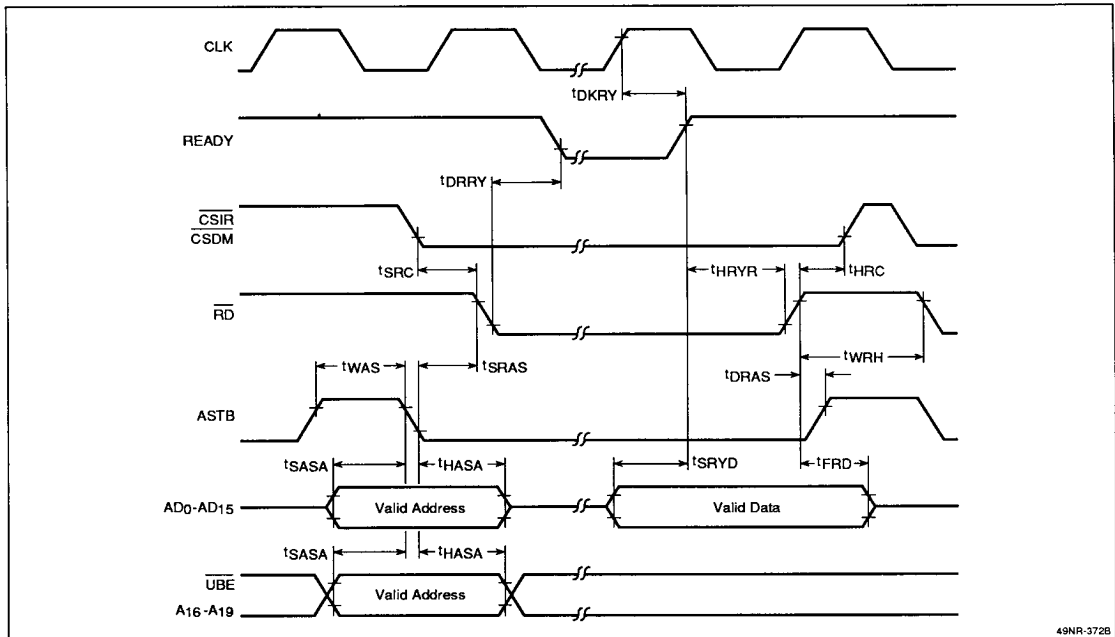 CLK
tDKRY
READY
tDRRY
CSIR
CSDM
tSRC
tHRYR
tHRC
RD
tWAS
tSRAS
tWRH
tDRAS
ASTB
tSASA
tHASA
tSRYD
tFRD
AD0-AD15
Valid Address
Valid Data
tSASA
tHASA
UBE
A16-A19
Valid Address
49NR-372B